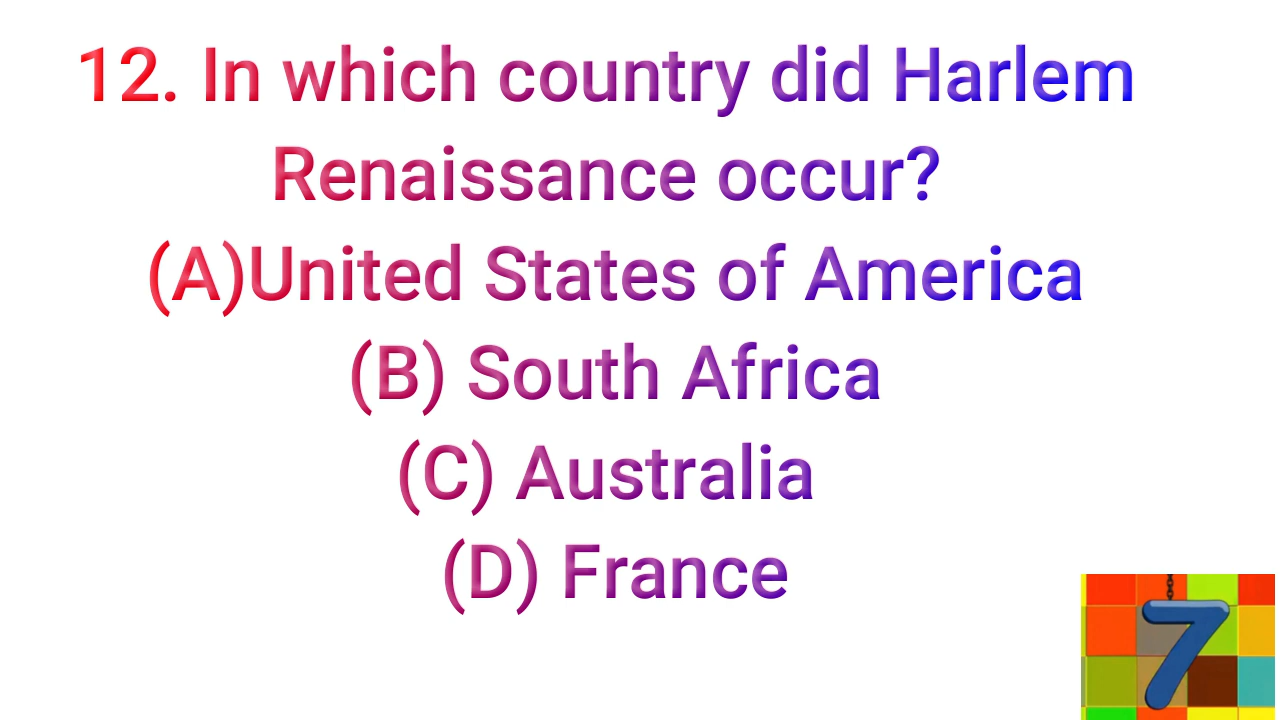 12. In which country did Harlem
Renaissance occur?
(A)United States of America
(B) South Africa
(C) Australia
(D) France
7